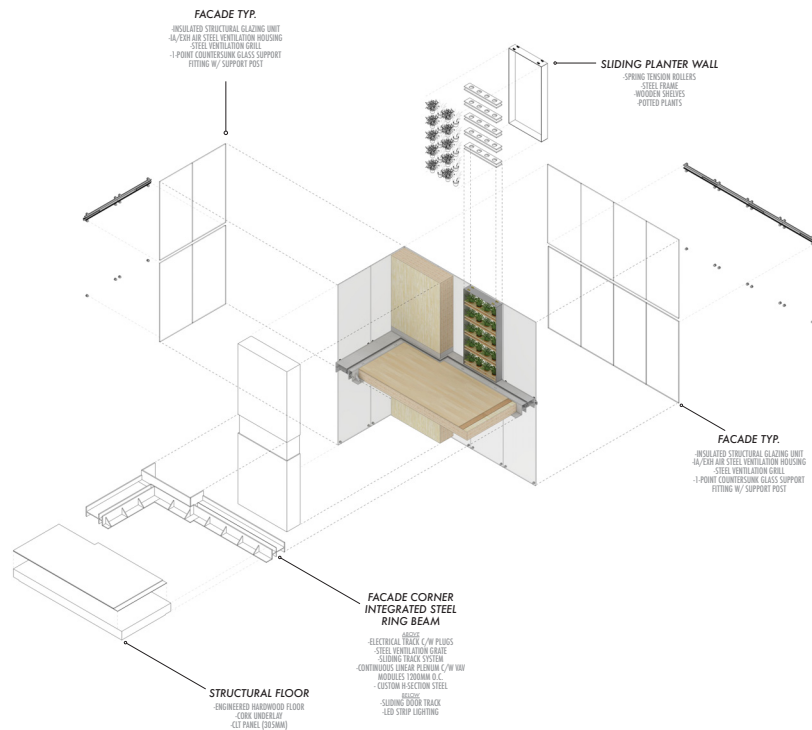 FACADE TYP.
-INSULATED STRUCTURAL GLAZING UNIT
-IA/EXH AIR STEEL VENTILATION HOUSING
-STEEL VENTILATION GRILL
-1-POINT COUNTERSUNK GLASS SUPPORT
FITTING W/ SUPPORT POST
SLIDING PLANTER WALL
-SPRING TENSION ROLLERS
-STEEL FRAME
-WOODEN SHELVES
-POTTED PLANTS
FACADE TYP.
-INSULATED STRUCTURAL GLAZING UNIT
-IA/EXH AIR STEEL VENTILATION HOUSING
-STEEL VENTILATION GRILL
-1-POINT COUNTERSUNK GLASS SUPPORT
FITTING W/ SUPPORT POST
FACADE CORNER
INTEGRATED STEEL
RING BEAM
ABOVE
-ELECTRICAL TRACK C/W PLUGS
-STEEL VENTILATION GRATE
-SLIDING TRACK SYSTEM
-CONTINUOUS LINEAR PLENUM C/W VAV
MODULES 1200MM O.C.
- CUSTOM H-SECTION STEEL
BELOW
-SLIDING DOOR TRACK
-LED STRIP LIGHTING
STRUCTURAL FLOOR
-ENGINEERED HARDWOOD FLOOR
-CORK UNDERLAY
-CLT PANEL (305MM)